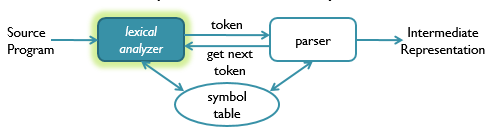 Source
Program
lexical
analyzer
token
get next
token
parser
Intermediate
Representation
symbol
table